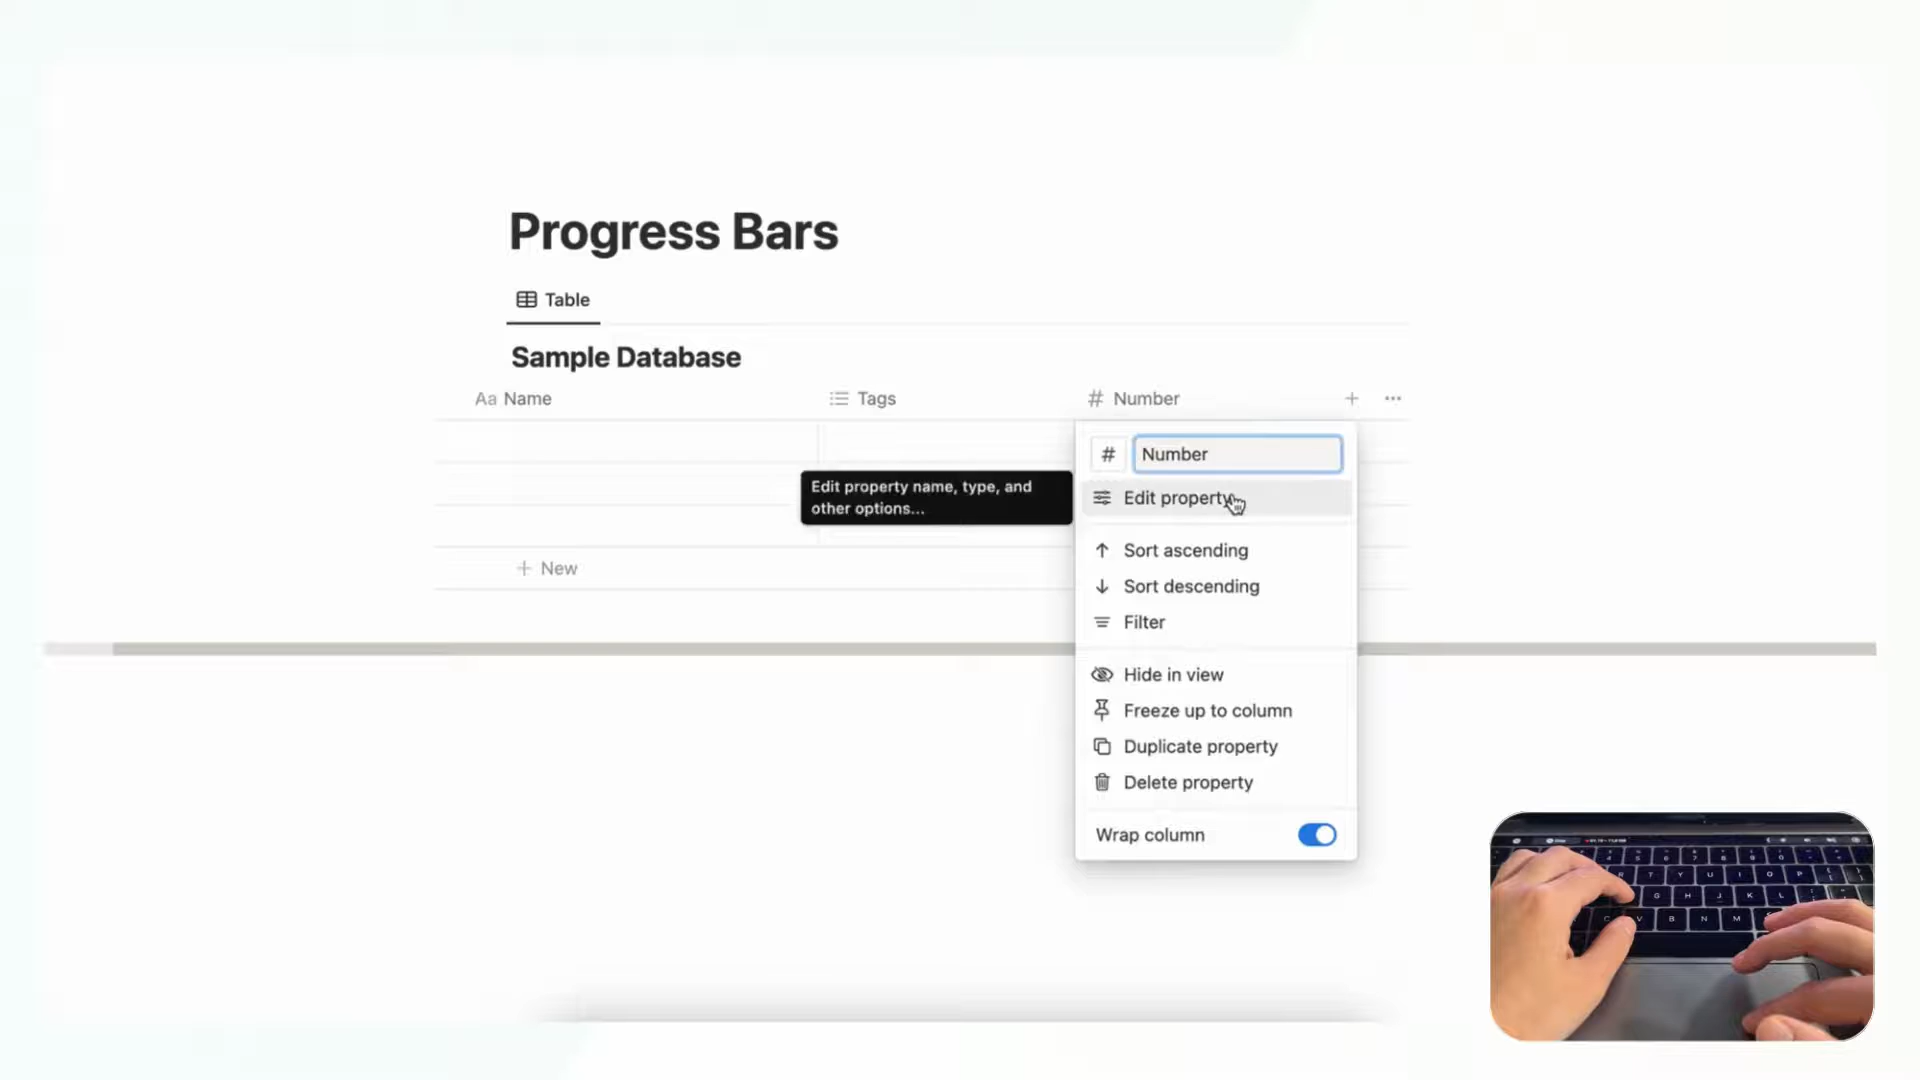 Progress Bars
Table
Sample Database
Aa Name
Tags
# Number
+
...
# Number
Edit property
Edit property name, type, and
other options...
Sort ascending
Sort descending
Filter
+ New
Hide in view
Freeze up to column
Duplicate property
Delete property
Wrap column